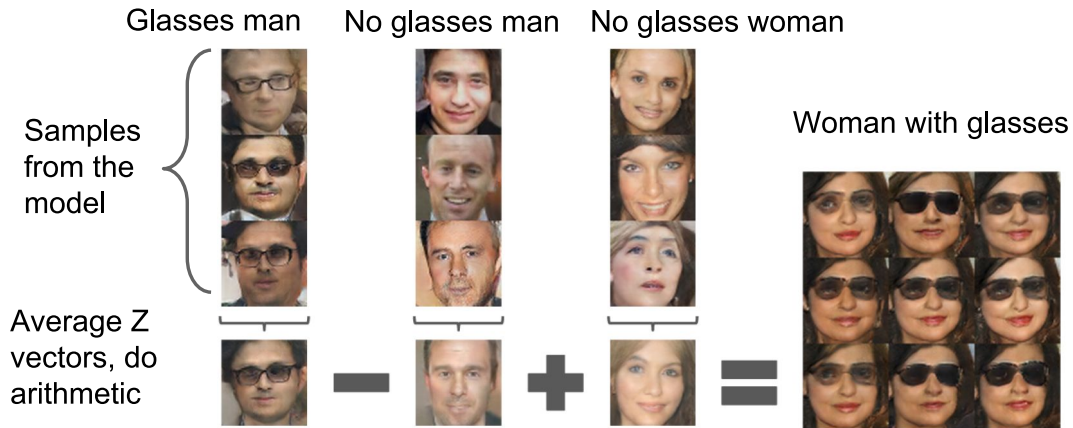 Glasses man
No glasses man
No glasses woman
Samples
from the
model
Woman with glasses
Average Z
vectors, do
arithmetic